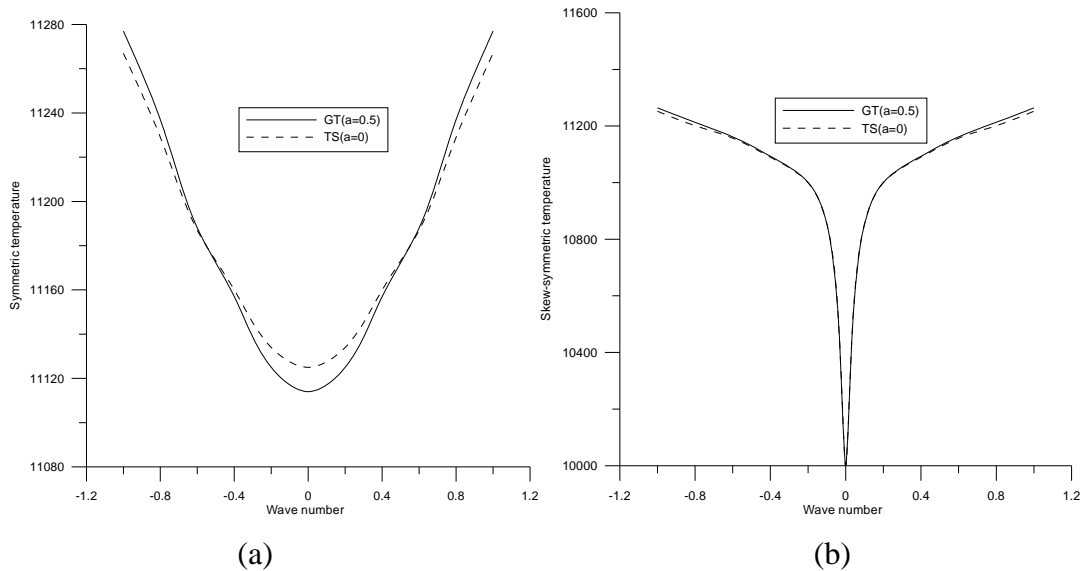 11280
11240
11200
11160
11120
11080
Symmetric temperature
GT(a=0.5)
TS(a=0)
-1.2
-0.8
-0.4
0
0.4
0.8
1.2
Wave number
(a)
11600
11200
10800
10400
10000
Skew-symmetric temperature
GT(a=0.5)
TS(a=0)
-1.2
-0.8
-0.4
0
0.4
0.8
1.2
Wave number
(b)